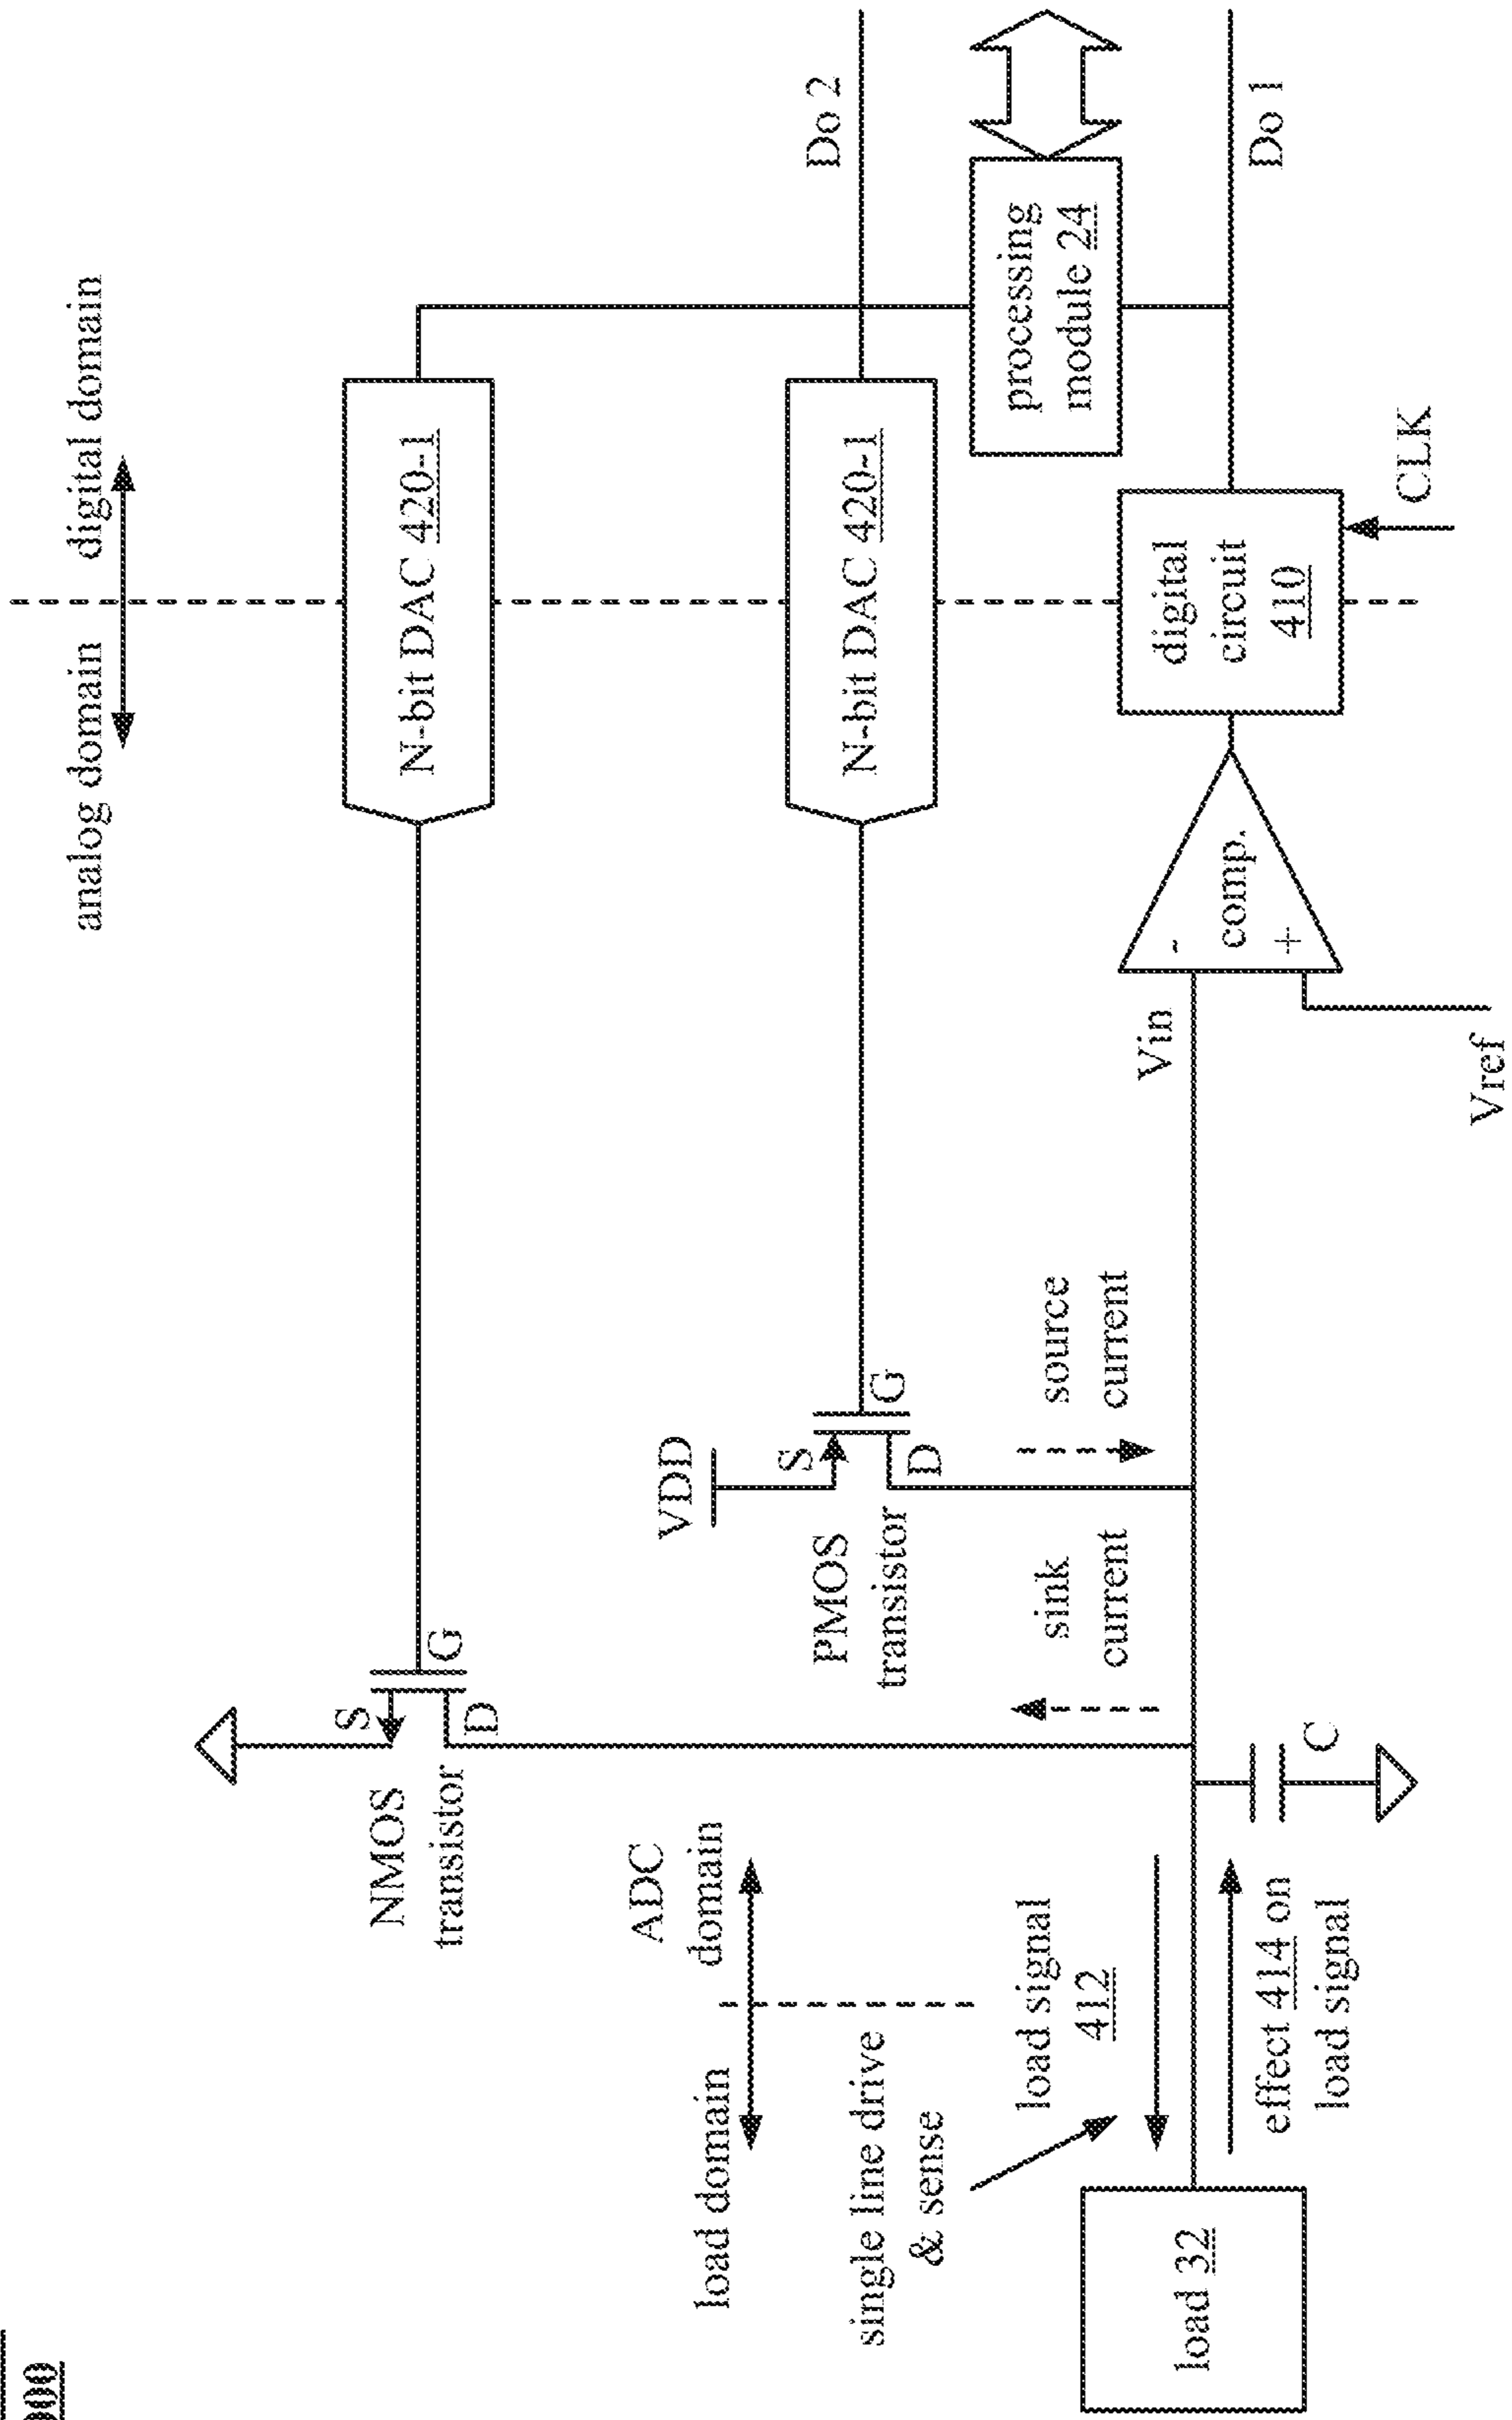 analog domain
digital domain
N-bit DAC 420-1
NMOS
transistor
S
G
D
ADC
domain
load domain
VDD
S
G
D
PMOS
transistor
N-bit DAC 420-1
Do 2
single line drive
& sense
load signal
412
sink
current
source
current
processing
module 24
load 32
effect 414 on
load signal
C
Vin
Vref
-
comp.
+
digital
circuit
410
CLK
Do 1